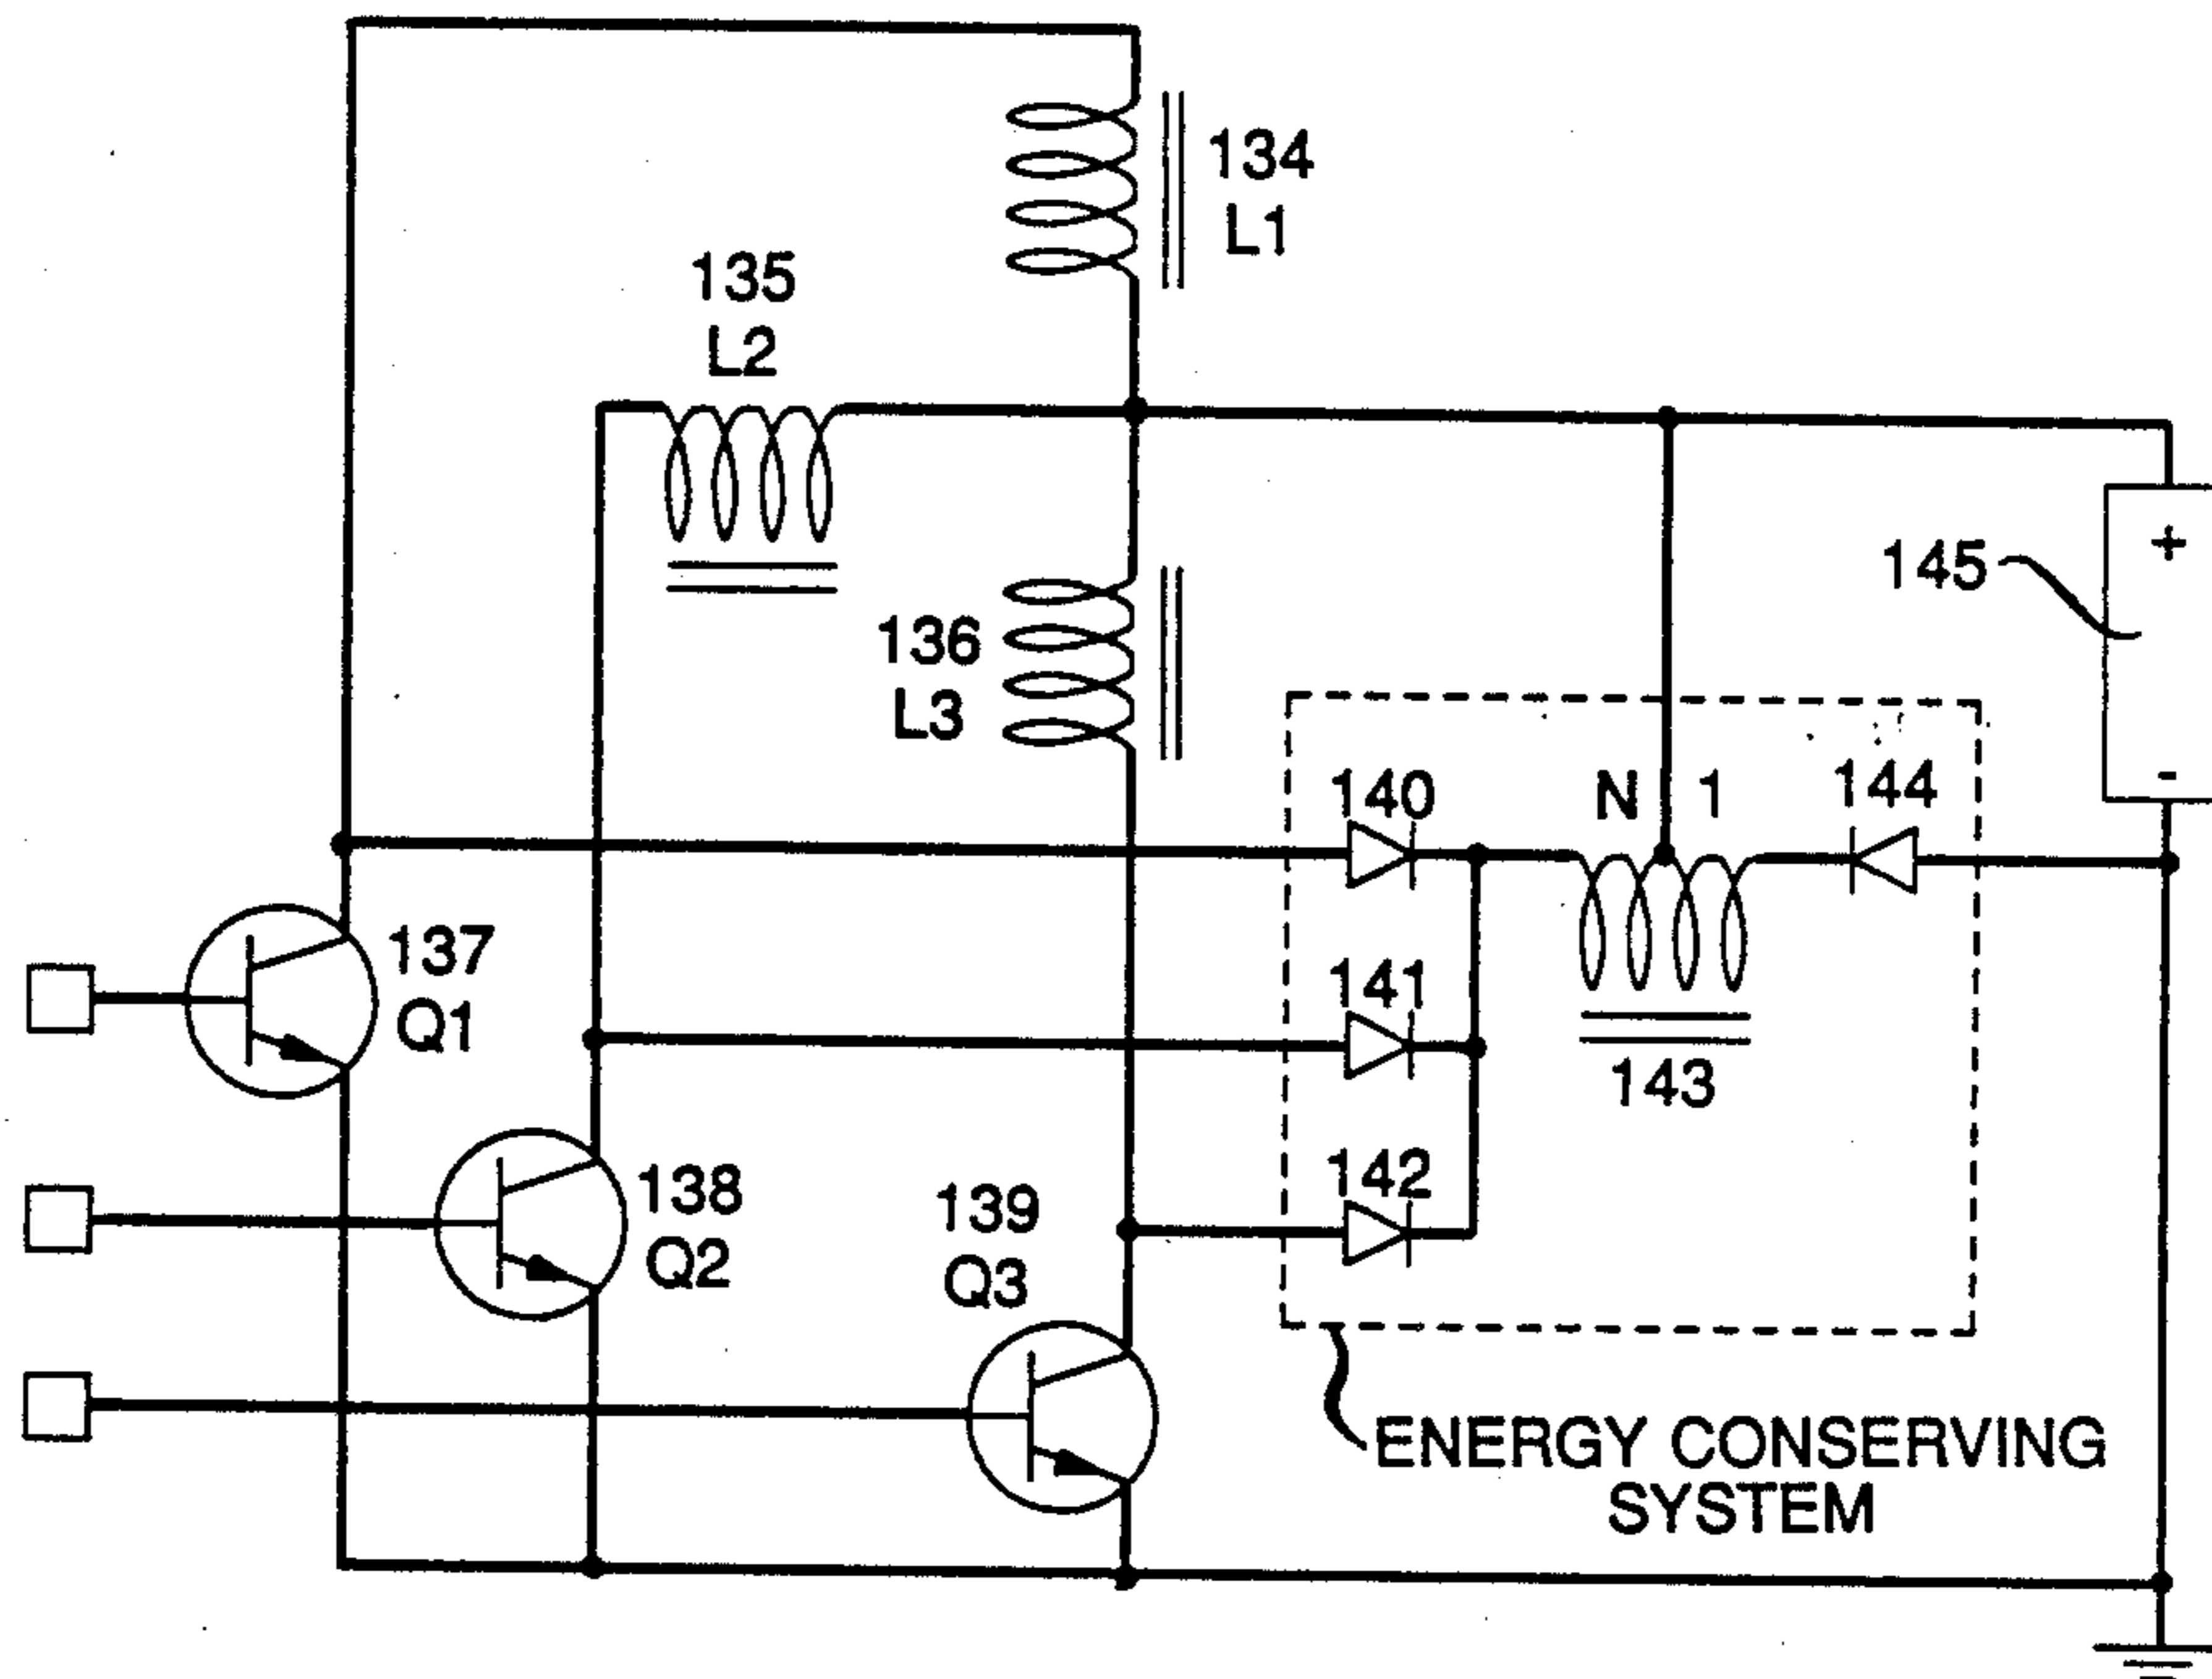 134
L1
135
L2
145
+
136
L3
-
140
N 1
144
137
Q1
141
143
138
Q2
142
139
Q3
ENERGY CONSERVING
SYSTEM